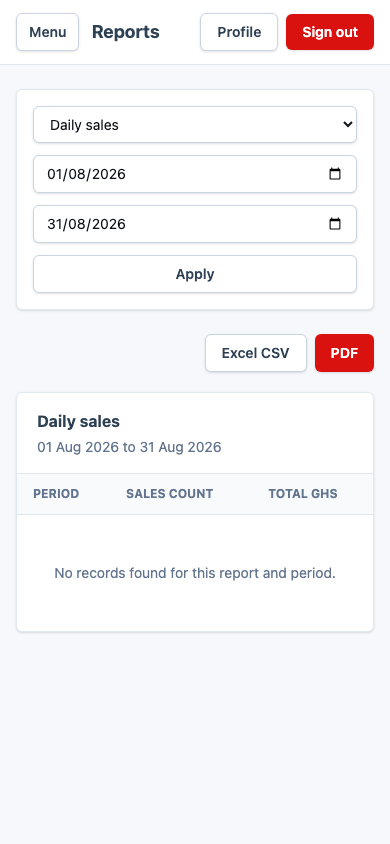 Menu Reports Profile Sign out
Daily sales
01/08/2026
31/08/2026
Apply
Excel CSV PDF
Daily sales
01 Aug 2026 to 31 Aug 2026
PERIOD SALES COUNT TOTAL GHS
No records found for this report and period.